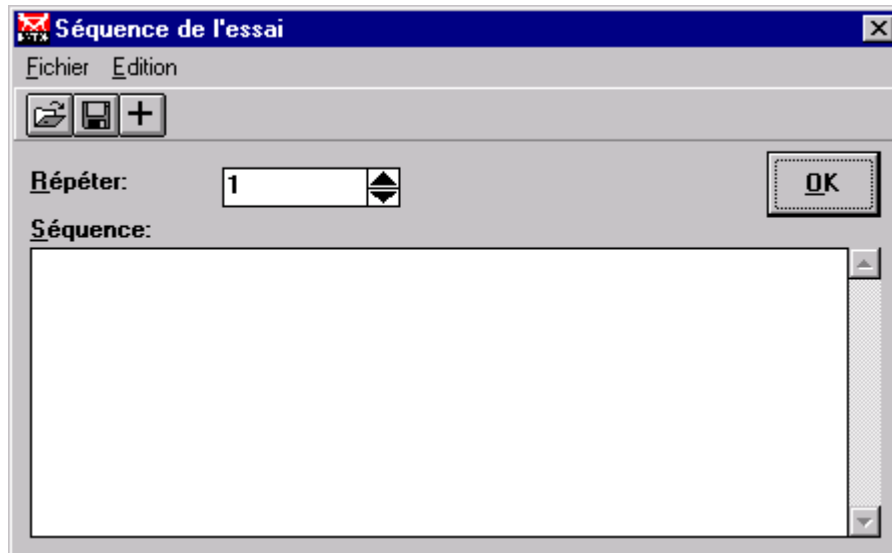 Séquence de l'essai
Fichier Edition
Répéter: 1
OK
Séquence: